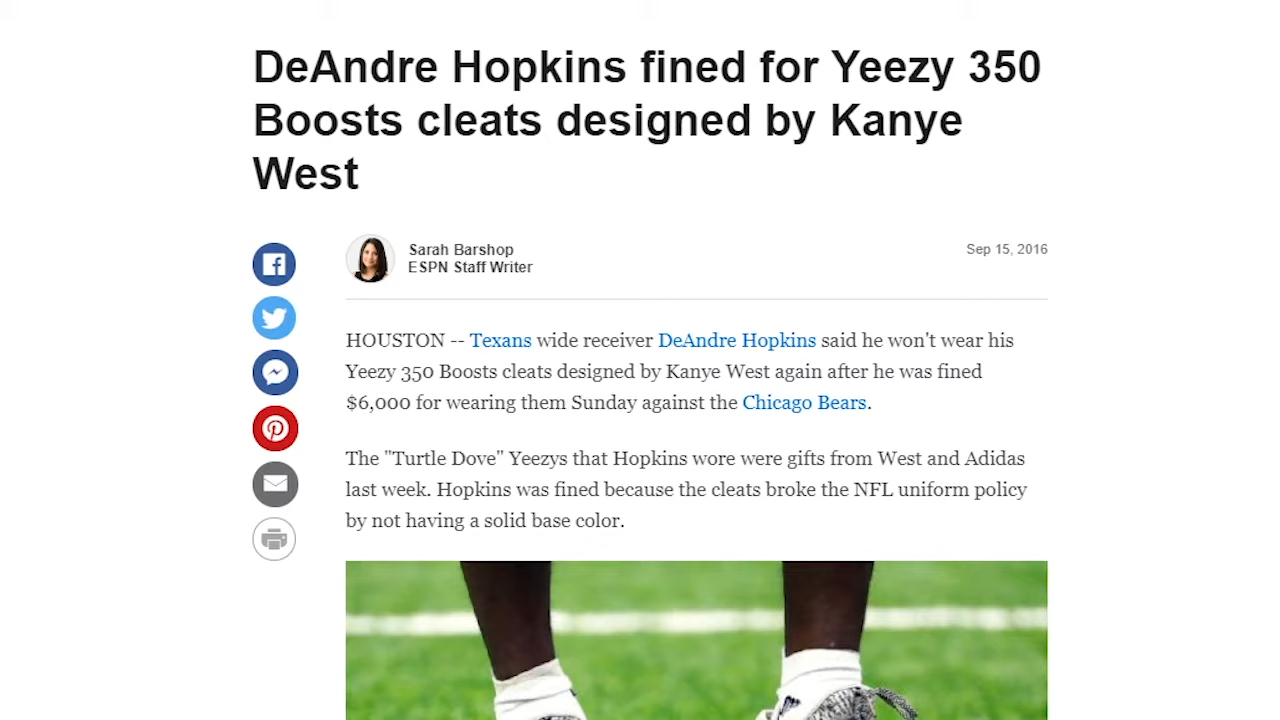 DeAndre Hopkins fined for Yeezy 350
Boosts cleats designed by Kanye
West
Sarah Barshop
ESPN Staff Writer
Sep 15, 2016
HOUSTON -- Texans wide receiver DeAndre Hopkins said he won't wear his
Yeezy 350 Boosts cleats designed by Kanye West again after he was fined
$6,000 for wearing them Sunday against the Chicago Bears.
The "Turtle Dove" Yeezys that Hopkins wore were gifts from West and Adidas
last week. Hopkins was fined because the cleats broke the NFL uniform policy
by not having a solid base color.